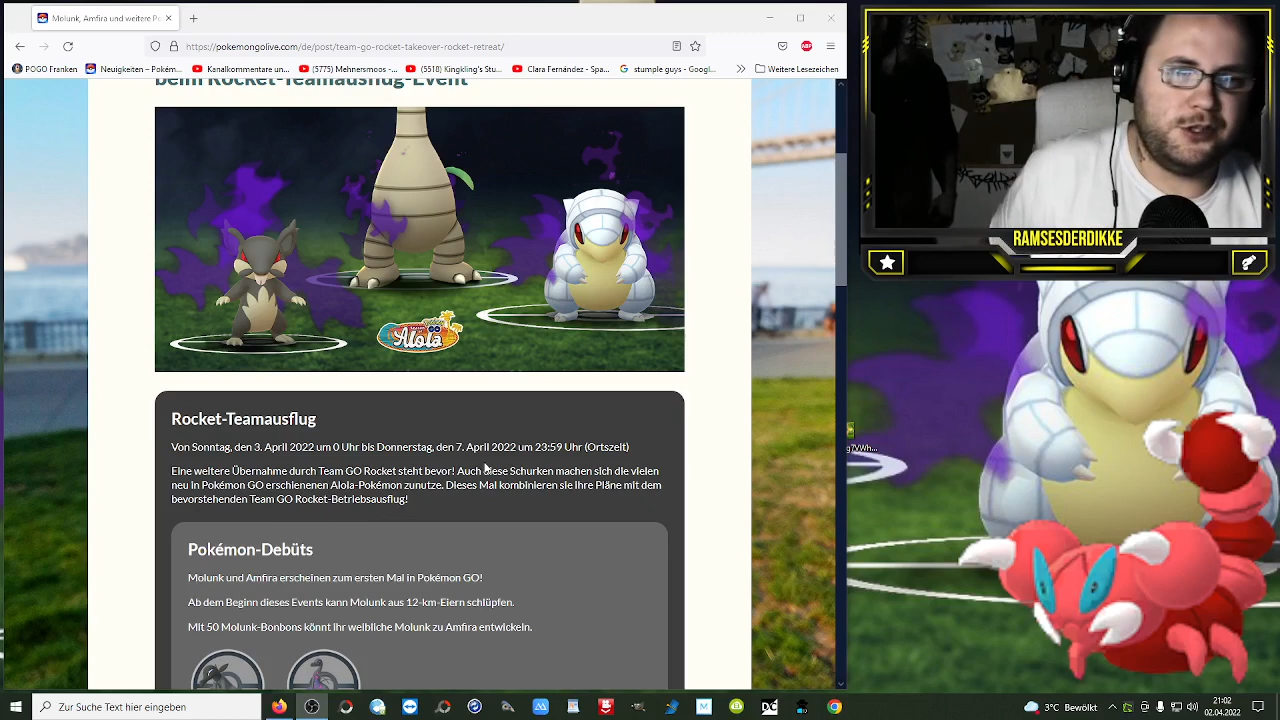 Molunk, Amfira und weitere Po
https://pokemongolive.com/de/post/team-go-rocket-takeover-rocket-retreat/
ABP
POGO Franken
Neuigkeiten – Pokém…
Kanalkommentare un…
(5775) Mehrersmoos - …
(5518) Kingkling's Stu…
Clara Fernández - Spa…
stumple guys - Googl…
Weitere Lesezeichen
beim Rocket-Teamausflug-Event
Alola
Rocket-Teamausflug
Von Sonntag, den 3. April 2022 um 0 Uhr bis Donnerstag, den 7. April 2022 um 23:59 Uhr (Ortszeit)
Eine weitere Übernahme durch Team GO Rocket steht bevor! Auch diese Schurken machen sich die vielen
neu in Pokémon GO erschienenen Alola-Pokémon zunutze. Dieses Mal kombinieren sie ihre Pläne mit dem
bevorstehenden Team GO Rocket-Betriebsausflug!
Pokémon-Debüts
Molunk und Amfira erscheinen zum ersten Mal in Pokémon GO!
Ab dem Beginn dieses Events kann Molunk aus 12-km-Eiern schlüpfen.
Mit 50 Molunk-Bonbons könnt ihr weibliche Molunk zu Amfira entwickeln.
RAMSESDERDIKKE
g7VWh...
Zur Suche Text hier eingeben
3°C Bewölkt
21:02
02.04.2022